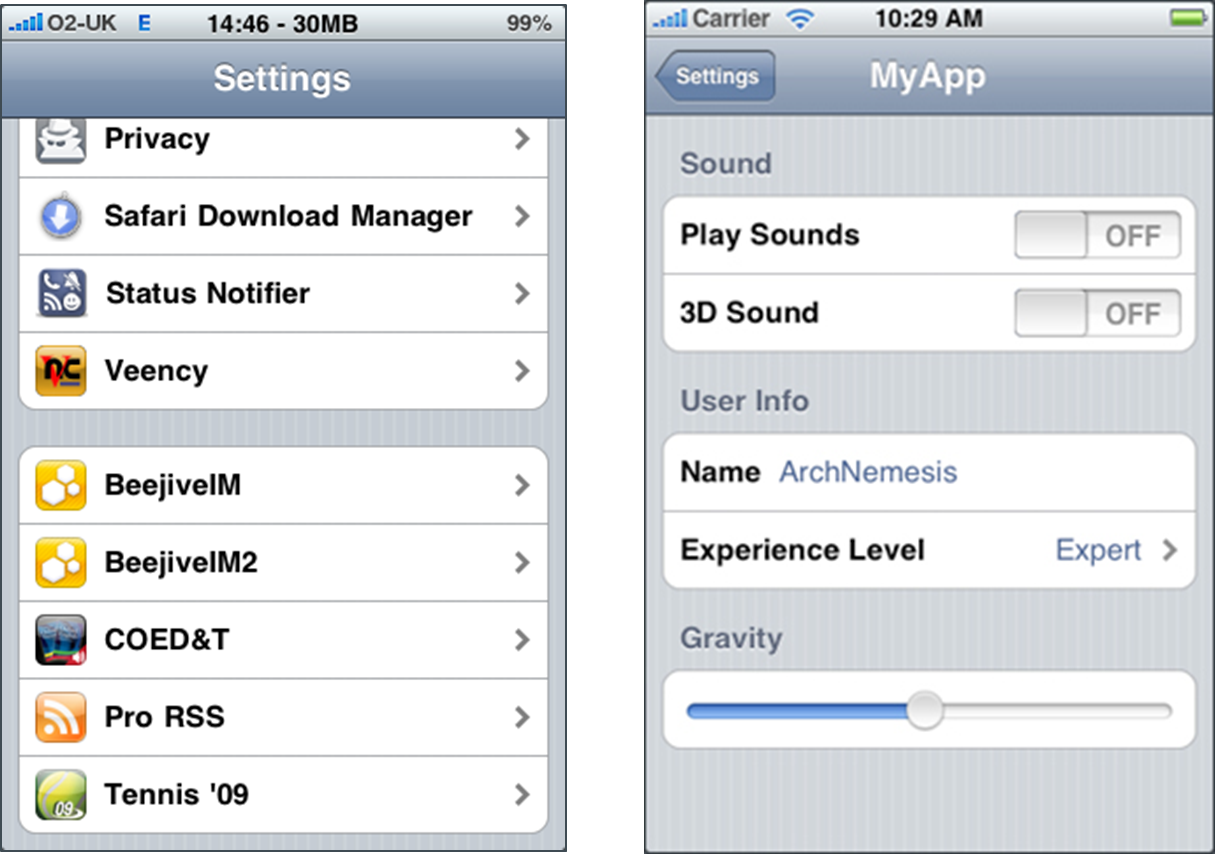 O2-UK E 14:46 - 30MB 99%
Settings
Privacy
Safari Download Manager
Status Notifier
VNC Veency
BeejiveIM
BeejiveIM2
COED&T
Pro RSS
09 Tennis '09
Carrier 10:29 AM
Settings MyApp
Sound
Play Sounds OFF
3D Sound OFF
User Info
Name ArchNemesis
Experience Level Expert
Gravity